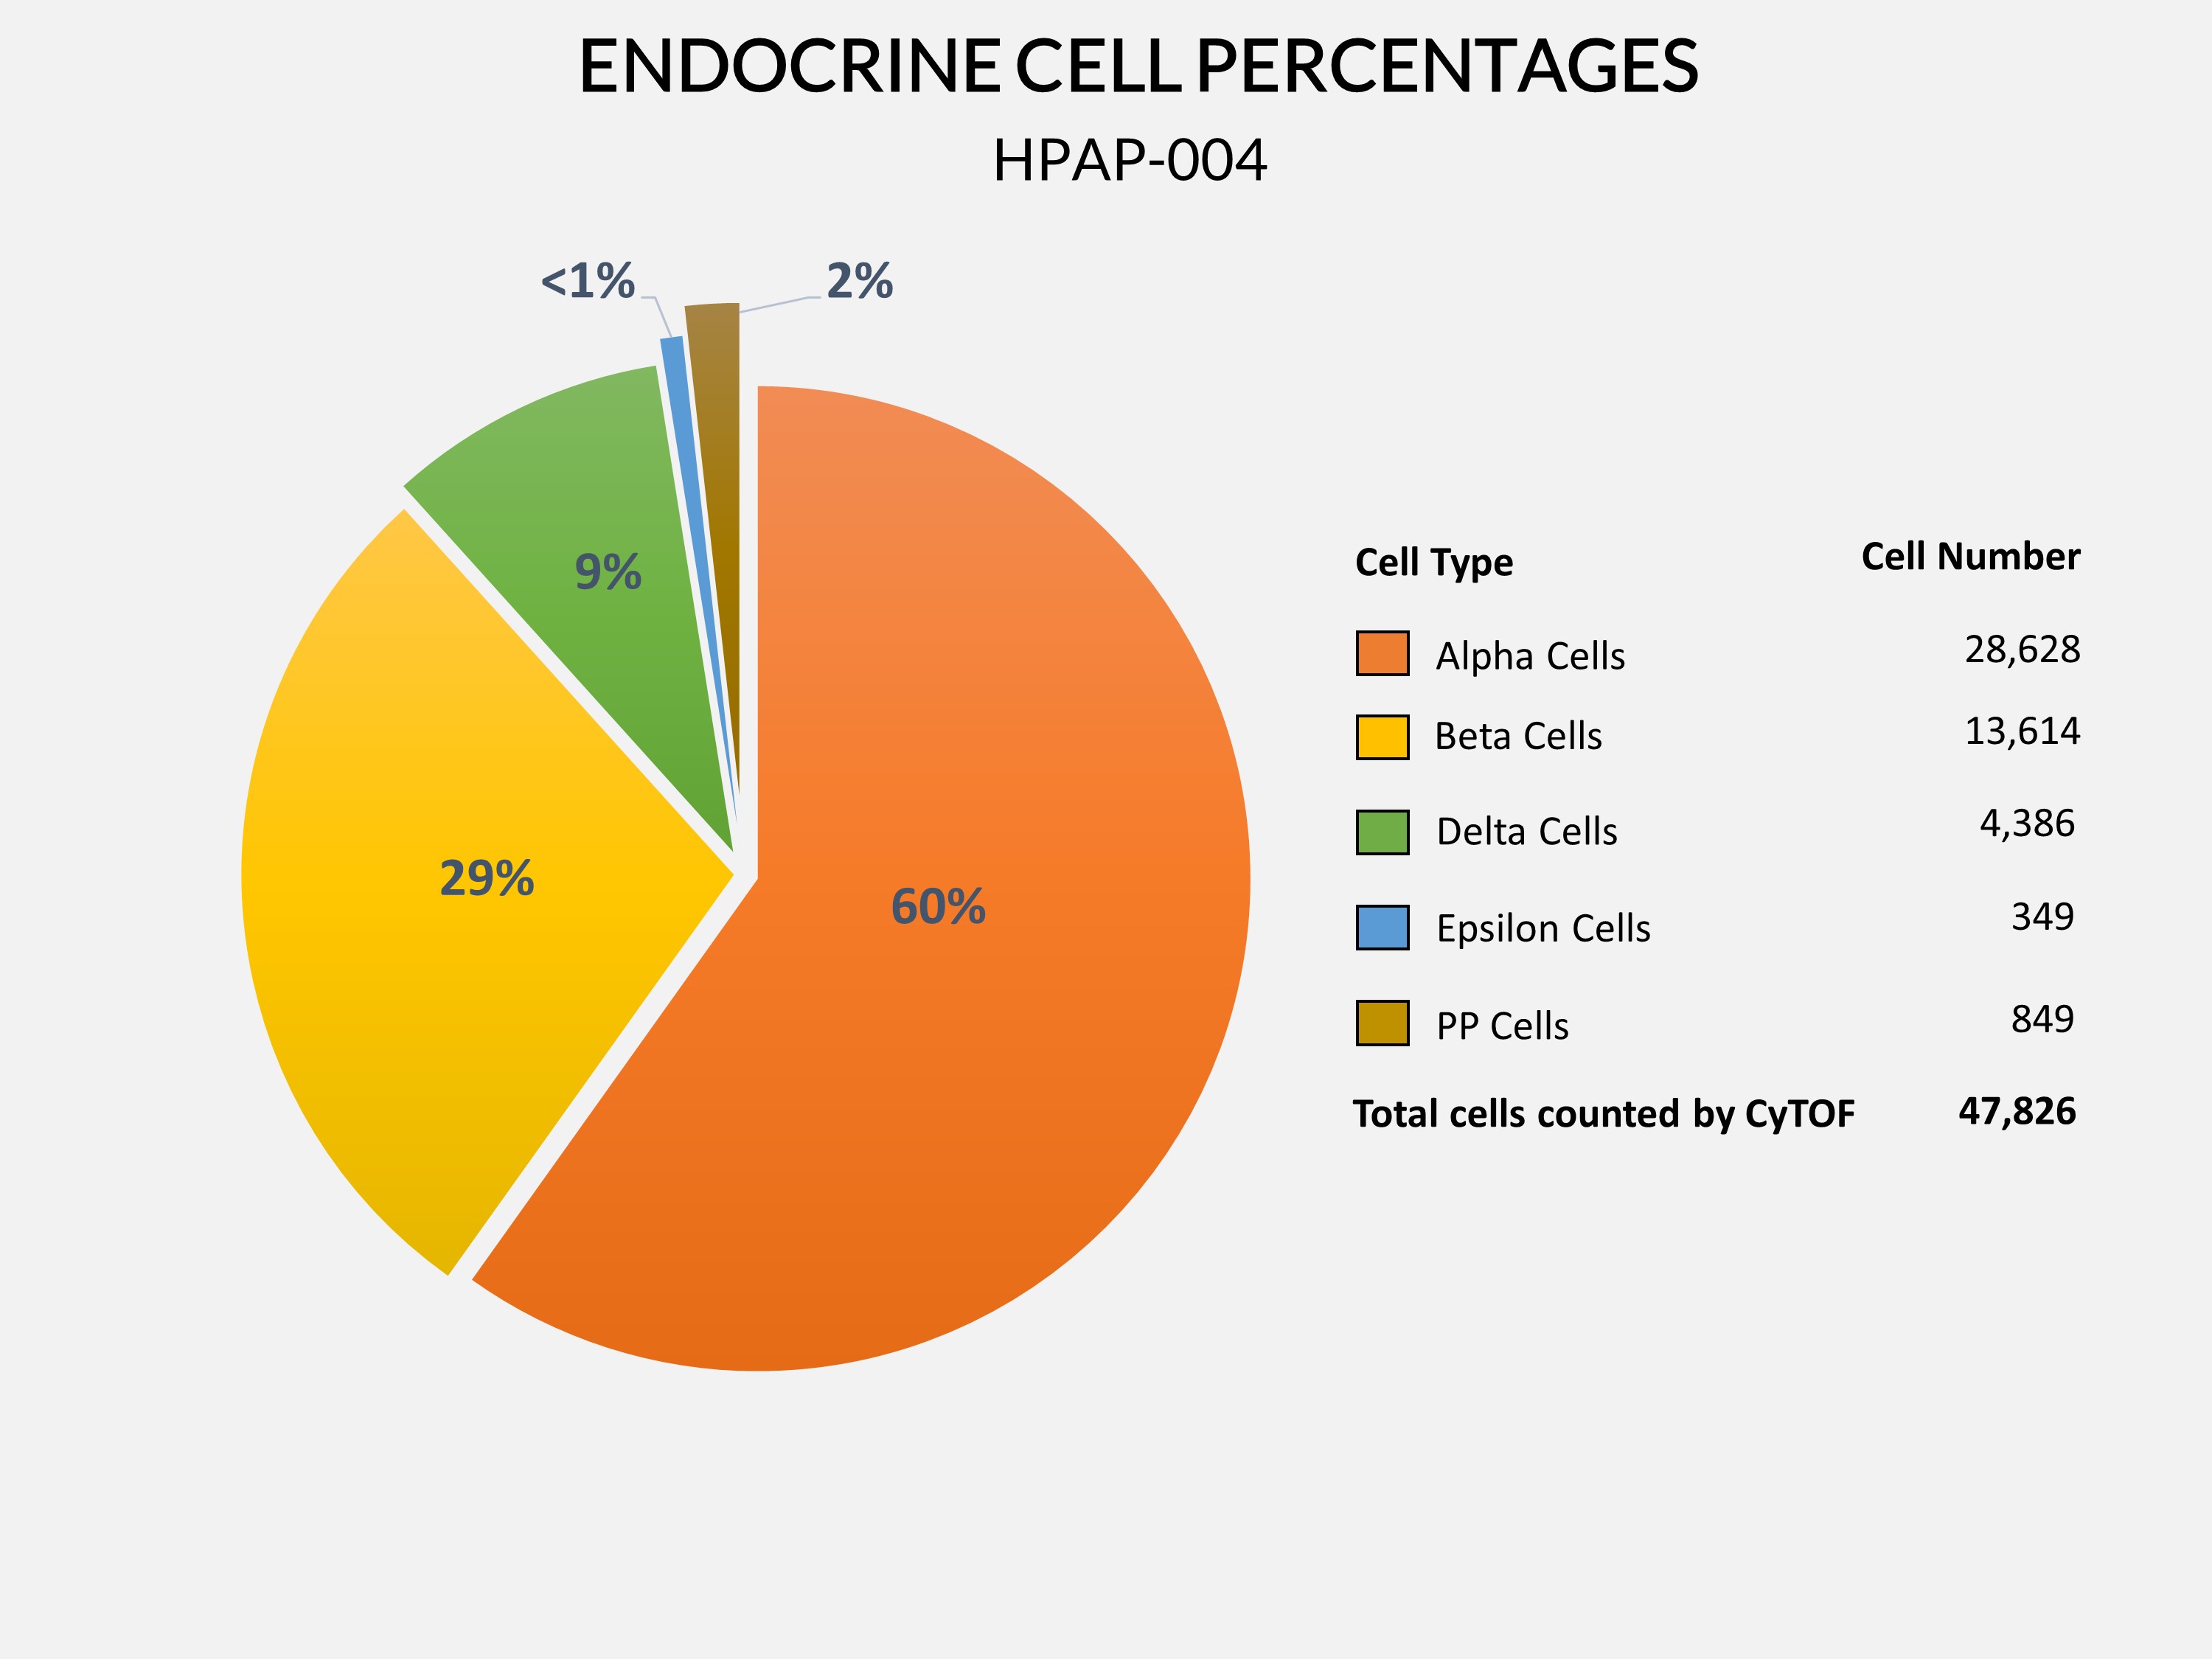 ENDOCRINE CELL PERCENTAGES
HPAP-004
<1%
2%
9%
29%
60%
Cell Type Cell Number
Alpha Cells 28,628
Beta Cells 13,614
Delta Cells 4,386
Epsilon Cells 349
PP Cells 849
Total cells counted by CyTOF 47,826